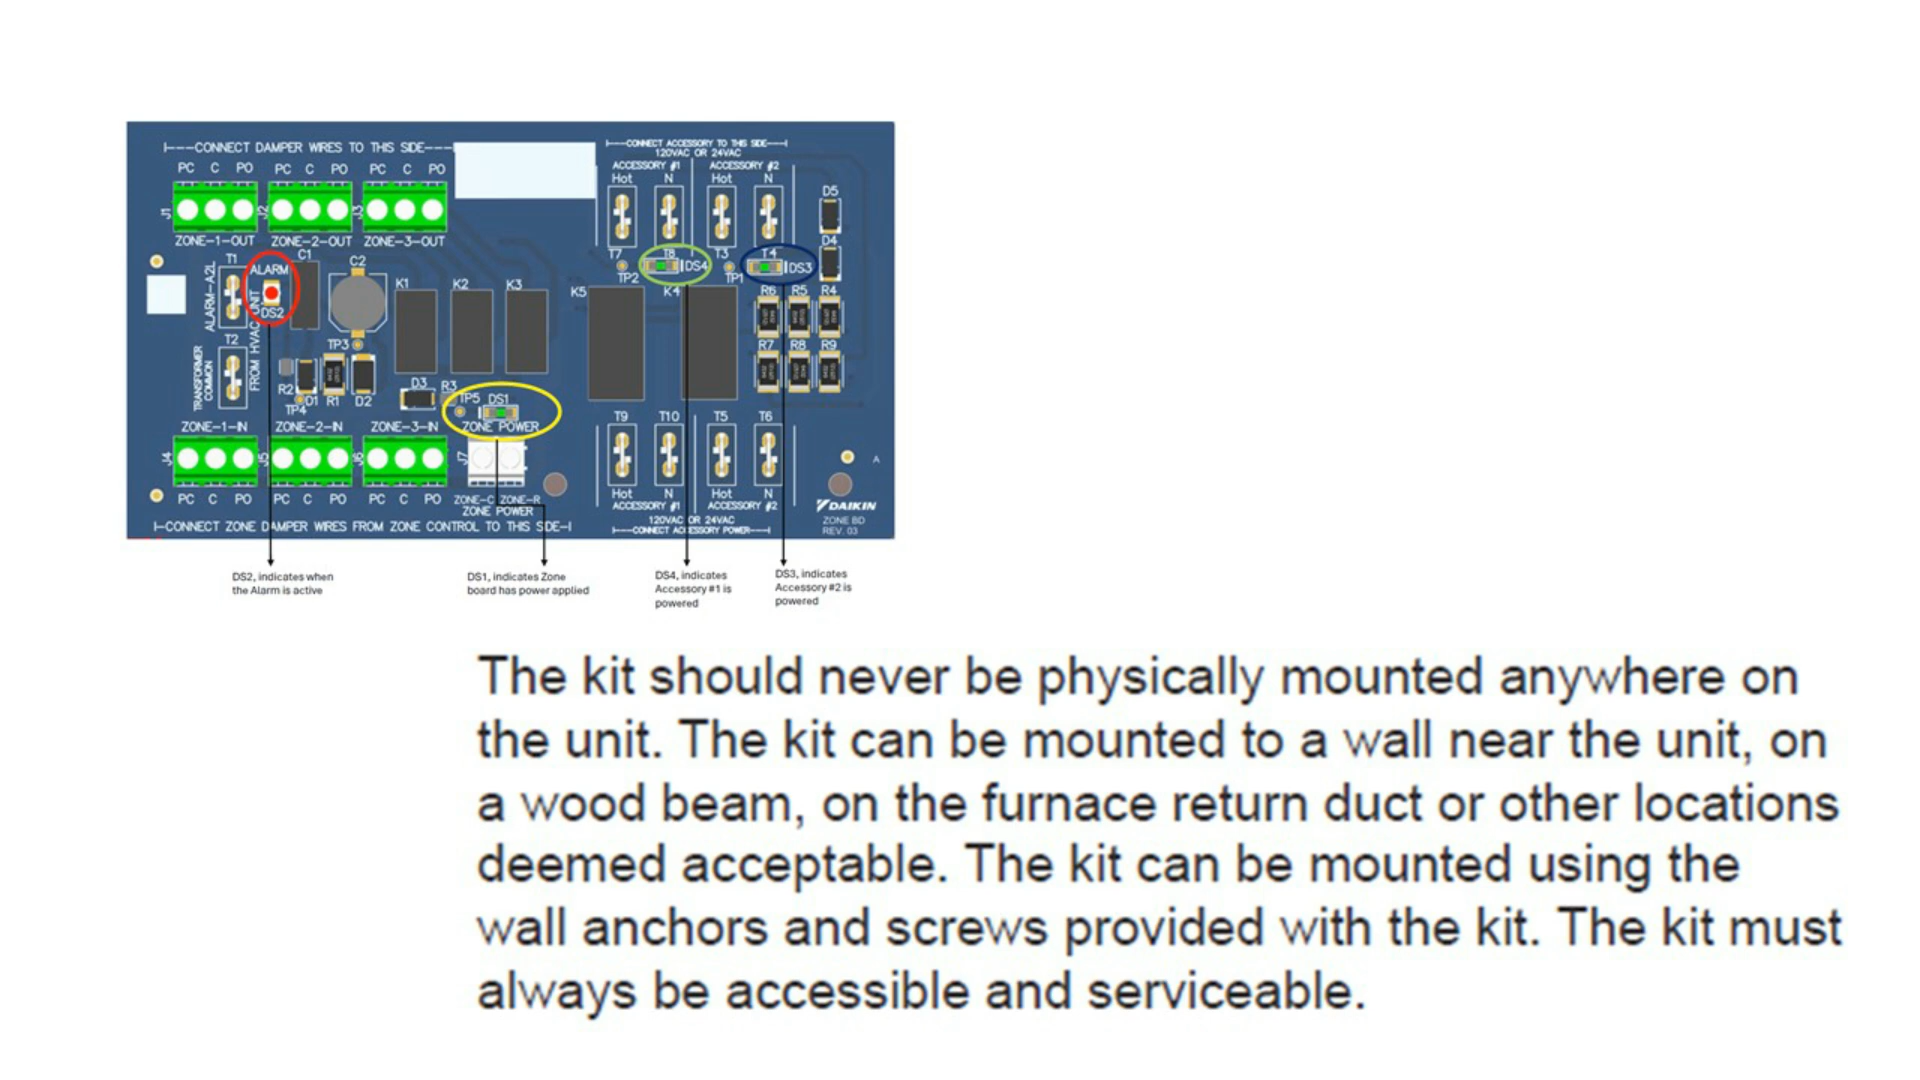 |---CONNECT DAMPER WIRES TO THIS SIDE---|
PC C PO PC C PO PC C PO
J1 J2 J3
ZONE-1-OUT ZONE-2-OUT ZONE-3-OUT
|---CONNECT ACCESSORY TO THIS SIDE---|
120VAC OR 24VAC
ACCESSORY #1 ACCESSORY #2
Hot N Hot N
D5
D4
T7 T8 T3 T4
TP2 DS4 TP1 DS3
T1 ALARM C1 C2
ALARM-A2L
DS2
FROM HVAC UNIT
T2
TRANSFORMER
COMMON
K1 K2 K3 K5 K4
R6 R5 R4
R7 R8 R9
TP3
R2 D1 R1 D2
TP4
D3 R3
TP5 DS1
ZONE POWER
ZONE-1-IN ZONE-2-IN ZONE-3-IN
J4 J5 J6 J7
PC C PO PC C PO PC C PO
ZONE-C ZONE-R
ZONE POWER
|-CONNECT ZONE DAMPER WIRES FROM ZONE CONTROL TO THIS SIDE-|
T9 T10 T5 T6
Hot N Hot N
ACCESSORY #1 ACCESSORY #2
120VAC OR 24VAC
|---CONNECT ACCESSORY POWER---|
A
DAIKIN
ZONE BD
REV. 03
DS2, indicates when
the Alarm is active
DS1, indicates Zone
board has power applied
DS4, indicates
Accessory #1 is
powered
DS3, indicates
Accessory #2 is
powered
The kit should never be physically mounted anywhere on
the unit. The kit can be mounted to a wall near the unit, on
a wood beam, on the furnace return duct or other locations
deemed acceptable. The kit can be mounted using the
wall anchors and screws provided with the kit. The kit must
always be accessible and serviceable.